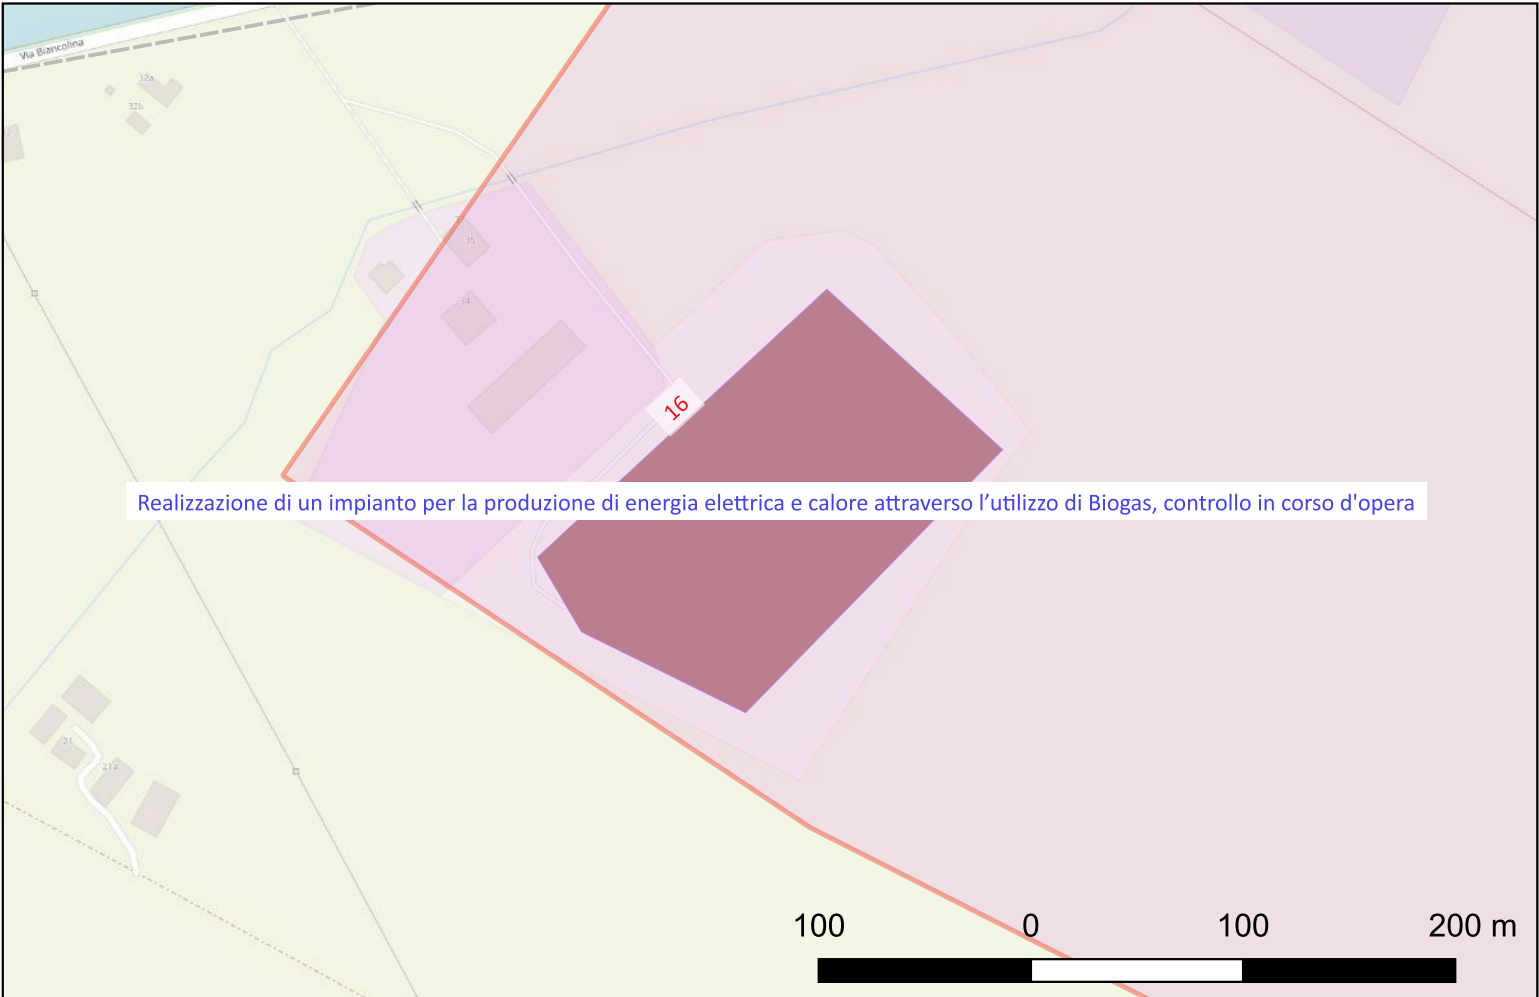 Via Biancolina
32a
32b
35
34
16
Realizzazione di un impianto per la produzione di energia elettrica e calore attraverso l’utilizzo di Biogas, controllo in corso d'opera
21
21a
100 0 100 200 m